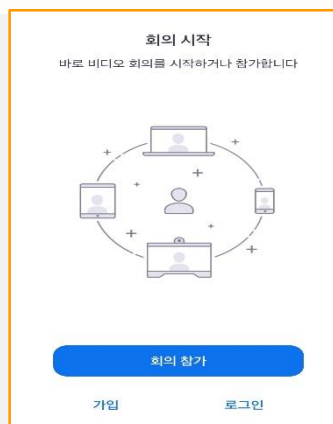 회의 시작
바로 비디오 회의를 시작하거나 참가합니다
회의 참가
가입
로그인